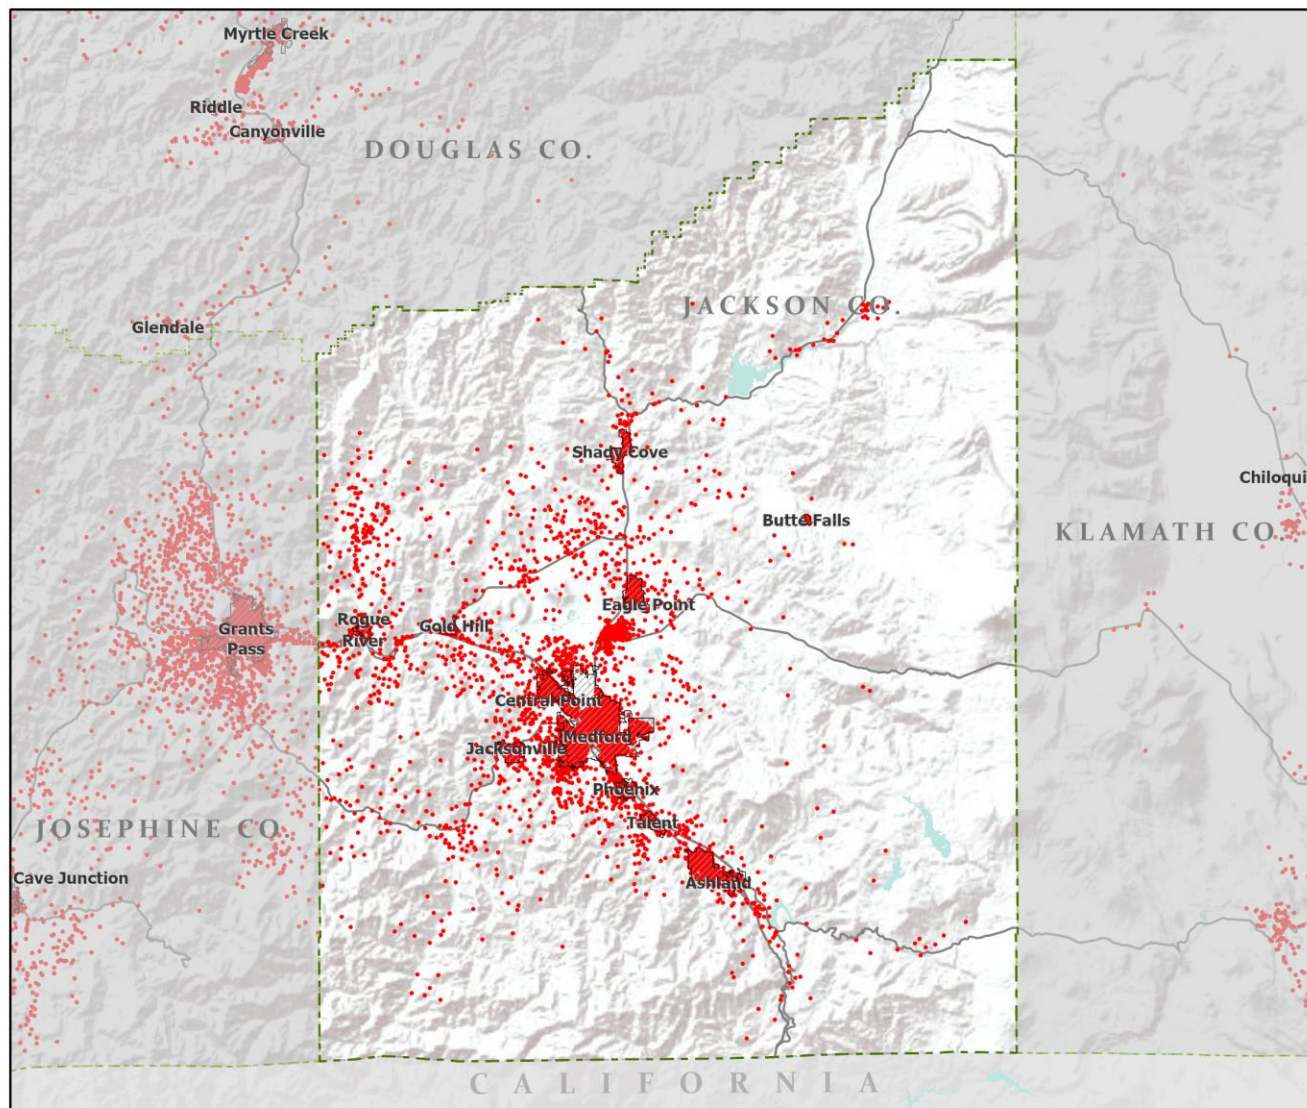 Myrtle Creek
Riddle
Canyonville
DOUGLAS CO.
JACKSON CO.
Glendale
Shady Cove
Chiloqui
Butte Falls
KLAMATH CO.
Eagle Point
Rogue
River
Gold Hill
Grants
Pass
Central Point
Medford
Jacksonville
Phoenix
Talent
JOSEPHINE CO
Cave Junction
Ashland
CALIFORNIA